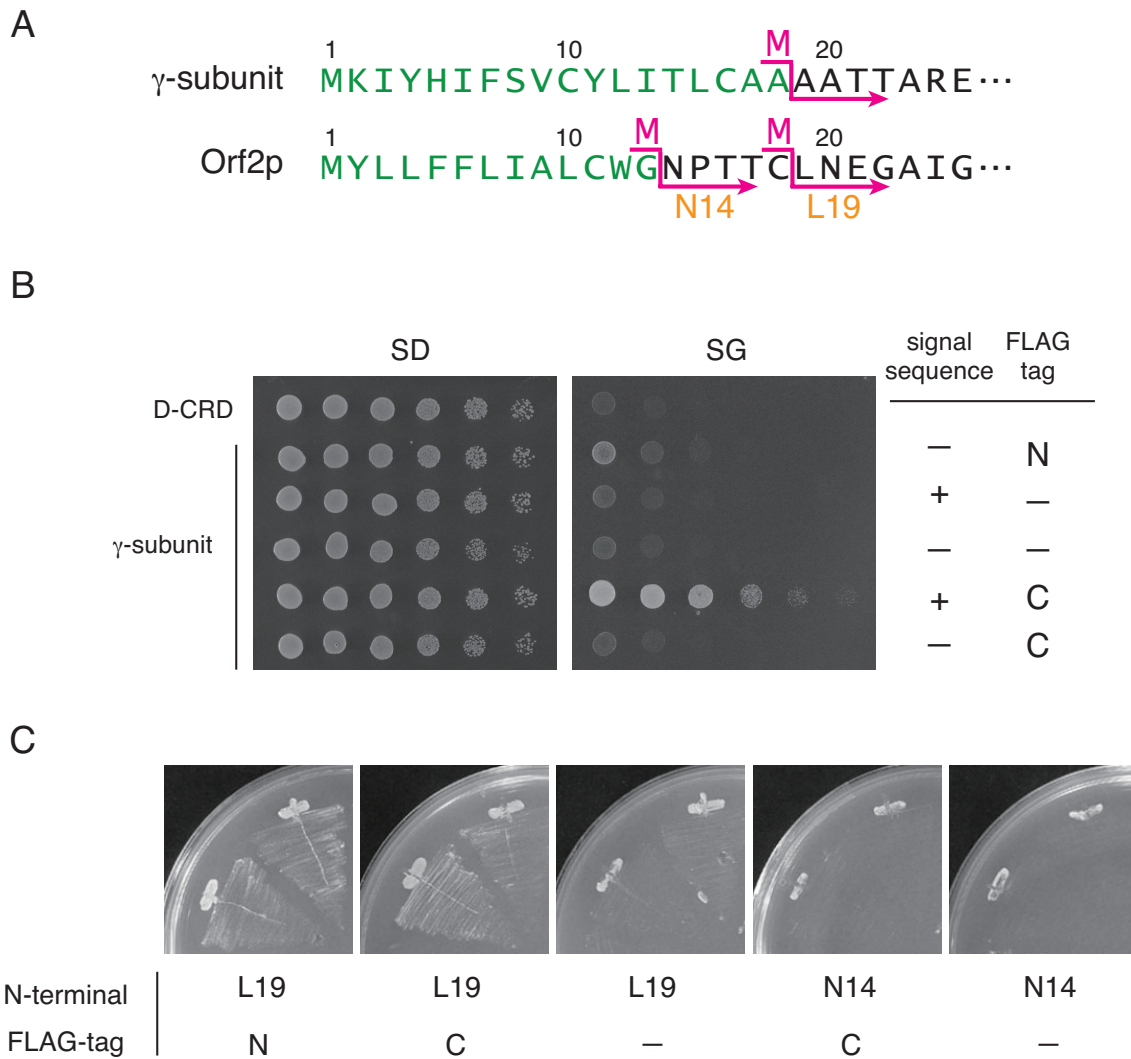 A
1 10 M 20
γ-subunit MKIYHIFSVCYLITLCAAAATTARE···
1 10 M M 20
Orf2p MYLLFFLIALCWGNPTTCLNEGAIG···
N14 L19
B
SD SG signal sequence FLAG tag
D-CRD
γ-subunit
– N
+ –
– –
+ C
– C
C
N-terminal L19 L19 L19 N14 N14
FLAG-tag N C – C –